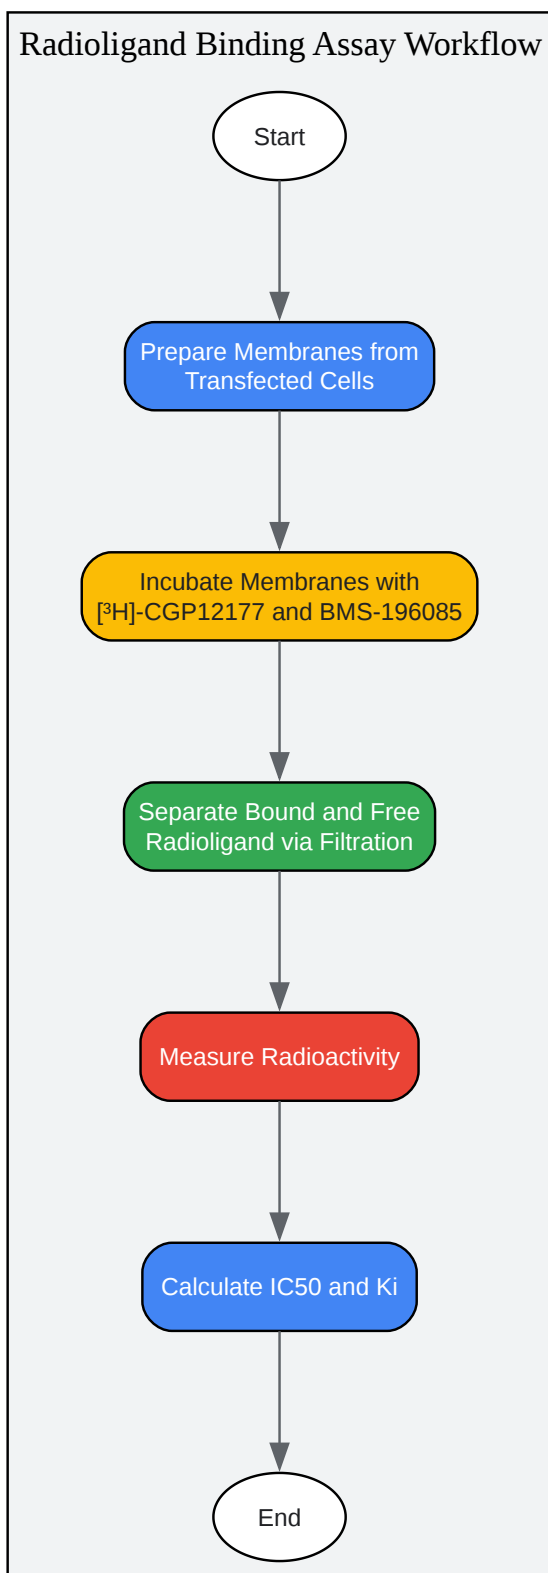 Radioligand Binding Assay Workflow
Start
Prepare Membranes from
Transfected Cells
Incubate Membranes with
[³H]-CGP12177 and BMS-196085
Separate Bound and Free
Radioligand via Filtration
Measure Radioactivity
Calculate IC50 and Ki
End